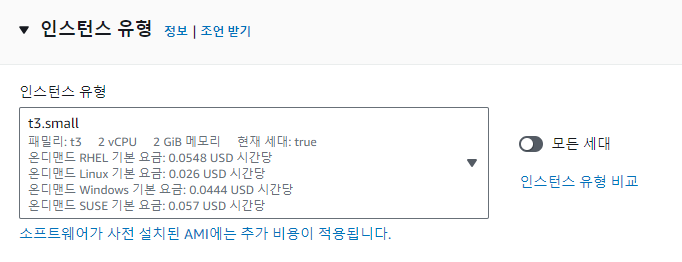 인스턴스 유형 정보 | 조언 받기
인스턴스 유형
t3.small
패밀리: t3 2 vCPU 2 GiB 메모리 현재 세대: true
온디맨드 RHEL 기본 요금: 0.0548 USD 시간당
온디맨드 Linux 기본 요금: 0.026 USD 시간당
온디맨드 Windows 기본 요금: 0.0444 USD 시간당
온디맨드 SUSE 기본 요금: 0.057 USD 시간당
모든 세대
인스턴스 유형 비교
소프트웨어가 사전 설치된 AMI에는 추가 비용이 적용됩니다.